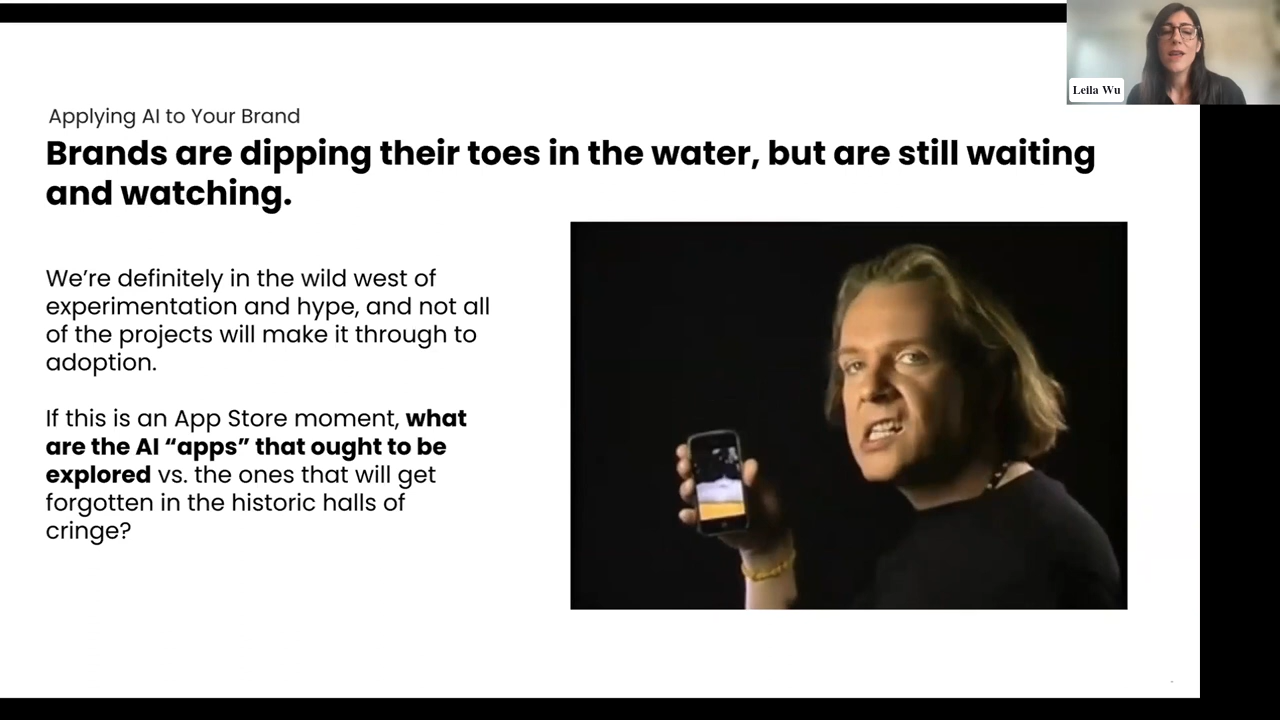 Leila Wu
Applying AI to Your Brand
Brands are dipping their toes in the water, but are still waiting
and watching.
We’re definitely in the wild west of
experimentation and hype, and not all
of the projects will make it through to
adoption.
If this is an App Store moment, what
are the AI “apps” that ought to be
explored vs. the ones that will get
forgotten in the historic halls of
cringe?